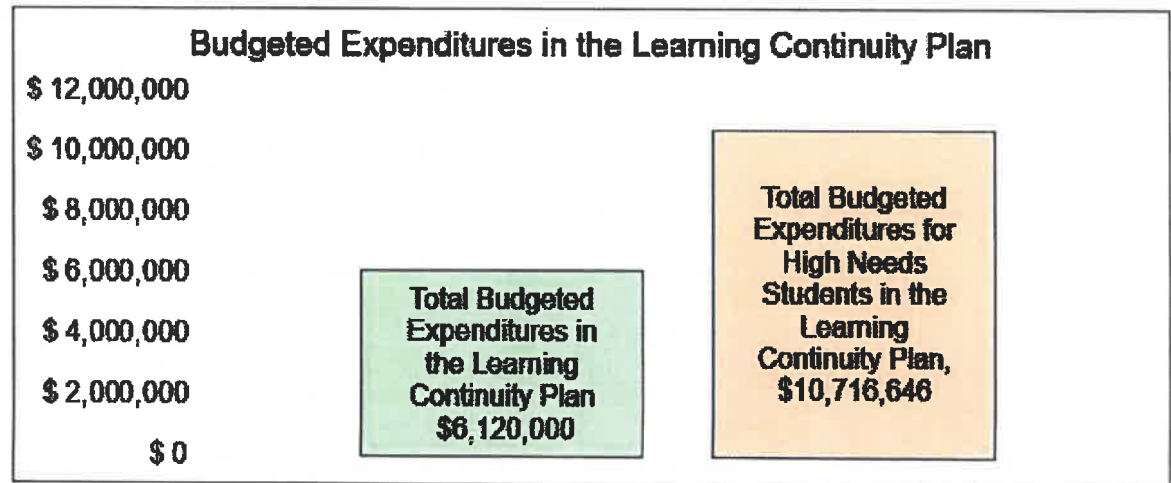 Budgeted Expenditures in the Learning Continuity Plan
$ 12,000,000
$ 10,000,000
$ 8,000,000
$ 6,000,000
$ 4,000,000
$ 2,000,000
$ 0
Total Budgeted
Expenditures in
the Learning
Continuity Plan
$6,120,000
Total Budgeted
Expenditures for
High Needs
Students in the
Learning
Continuity Plan,
$10,716,646